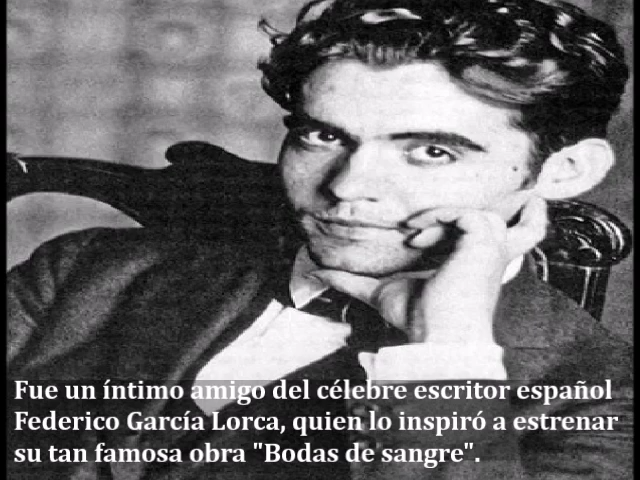 Fue un íntimo amigo del célebre escritor español
Federico García Lorca, quien lo inspiró a estrenar
su tan famosa obra "Bodas de sangre".